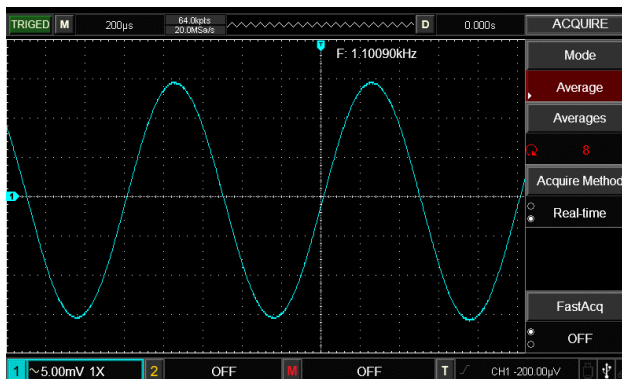 TRIGED M 200µs 64.0kpts D 0.000s ACQUIRE
20.0MSa/s
T
F: 1.10090kHz
Mode
Average
Averages
8
1
Acquire Method
Real-time
FastAcq
OFF
1 ~5.00mV 1X 2 OFF M OFF T CH1 -200.00µV